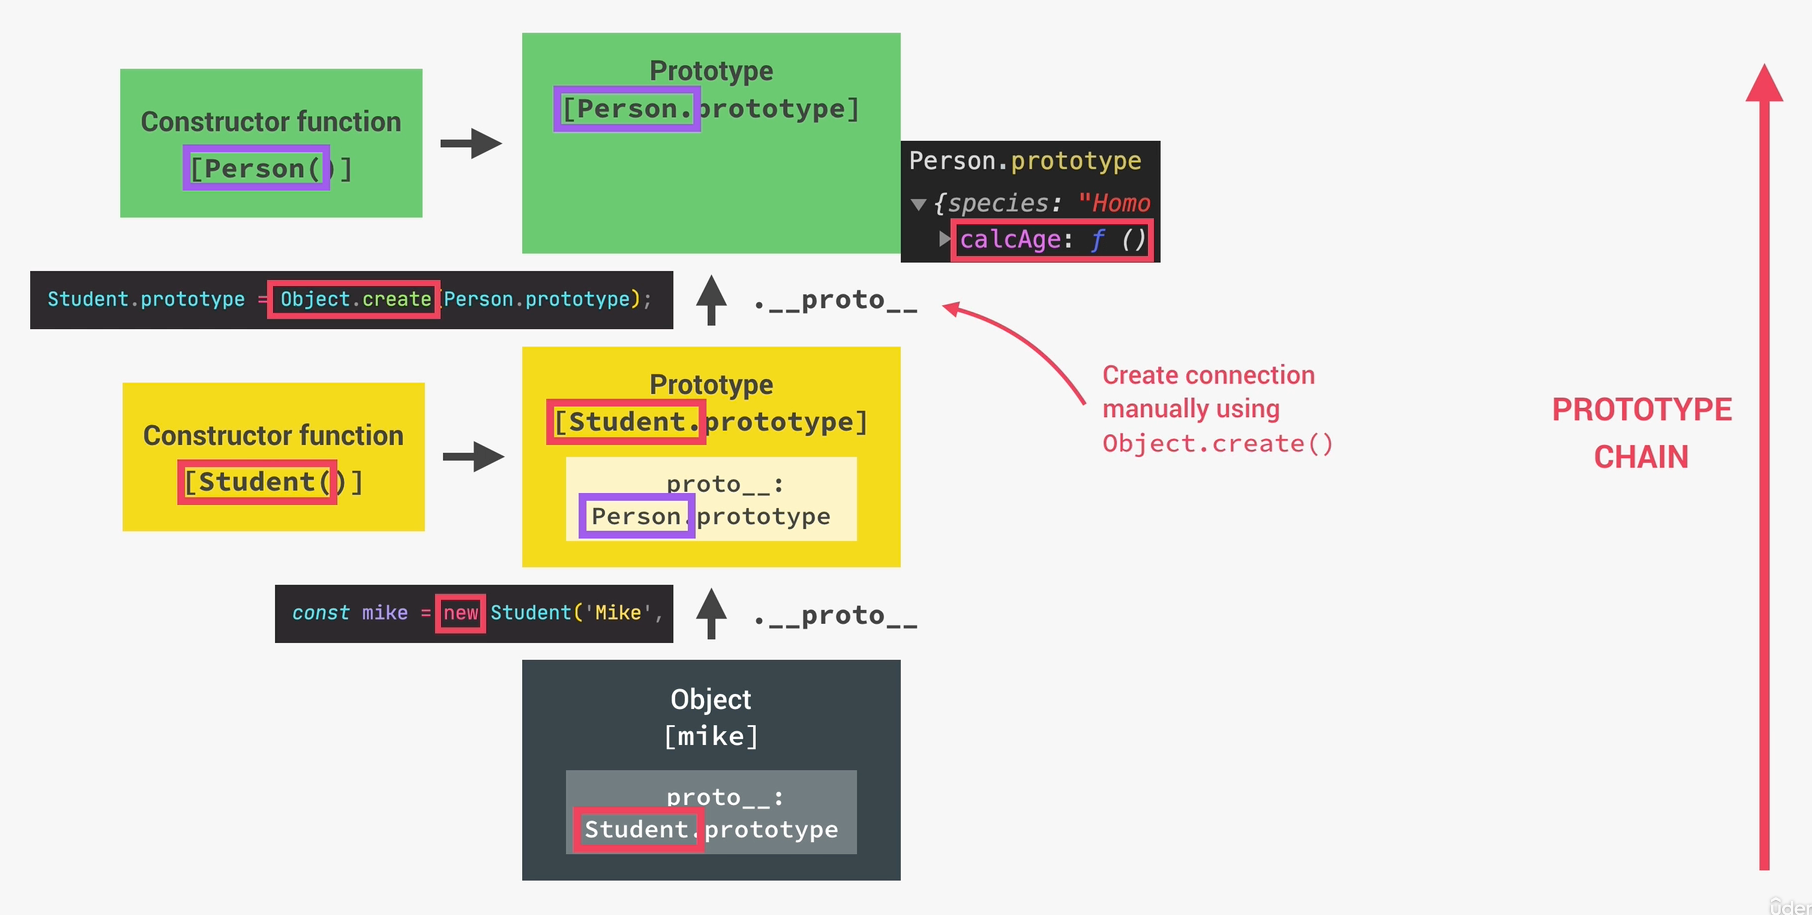 Prototype
[Person.prototype]
Constructor function
[Person()]
Person.prototype
{species: "Homo
calcAge: ƒ ()
Student.prototype = Object.create(Person.prototype);
.__proto__
Create connection
manually using
Object.create()
PROTOTYPE
CHAIN
Prototype
[Student.prototype]
Constructor function
[Student()]
proto__:
Person.prototype
const mike = new Student('Mike',
.__proto__
Object
[mike]
proto__:
Student.prototype